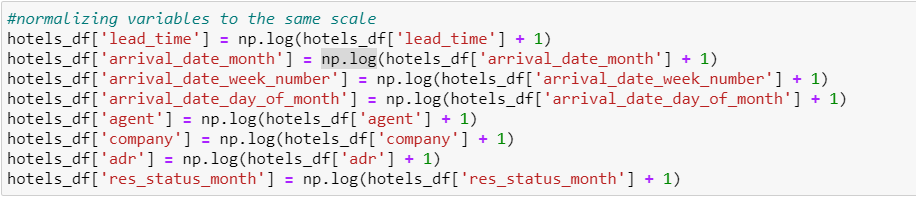 #normalizing variables to the same scale
hotels_df['lead_time'] = np.log(hotels_df['lead_time'] + 1)
hotels_df['arrival_date_month'] = np.log(hotels_df['arrival_date_month'] + 1)
hotels_df['arrival_date_week_number'] = np.log(hotels_df['arrival_date_week_number'] + 1)
hotels_df['arrival_date_day_of_month'] = np.log(hotels_df['arrival_date_day_of_month'] + 1)
hotels_df['agent'] = np.log(hotels_df['agent'] + 1)
hotels_df['company'] = np.log(hotels_df['company'] + 1)
hotels_df['adr'] = np.log(hotels_df['adr'] + 1)
hotels_df['res_status_month'] = np.log(hotels_df['res_status_month'] + 1)